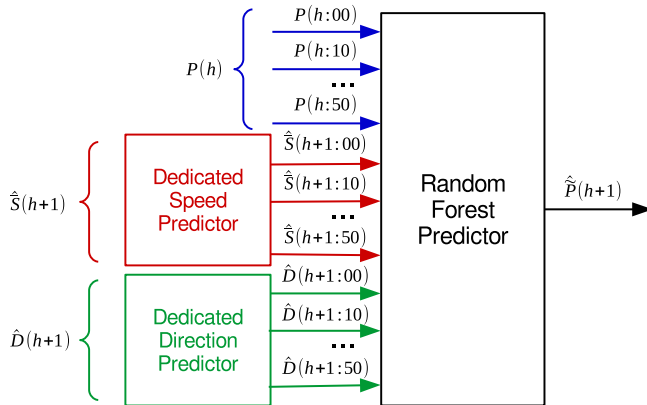 P(h:00)
P(h:10)
P(h)
...
P(h:50)
Ŝ̄(h+1:00)
Dedicated
Speed
Predictor
Ŝ̄(h+1:10)
Ŝ̄(h+1)
...
Ŝ̄(h+1:50)
Random
Forest
Predictor
P̃̂(h+1)
D̂(h+1:00)
Dedicated
Direction
Predictor
D̂(h+1:10)
D̂(h+1)
...
D̂(h+1:50)